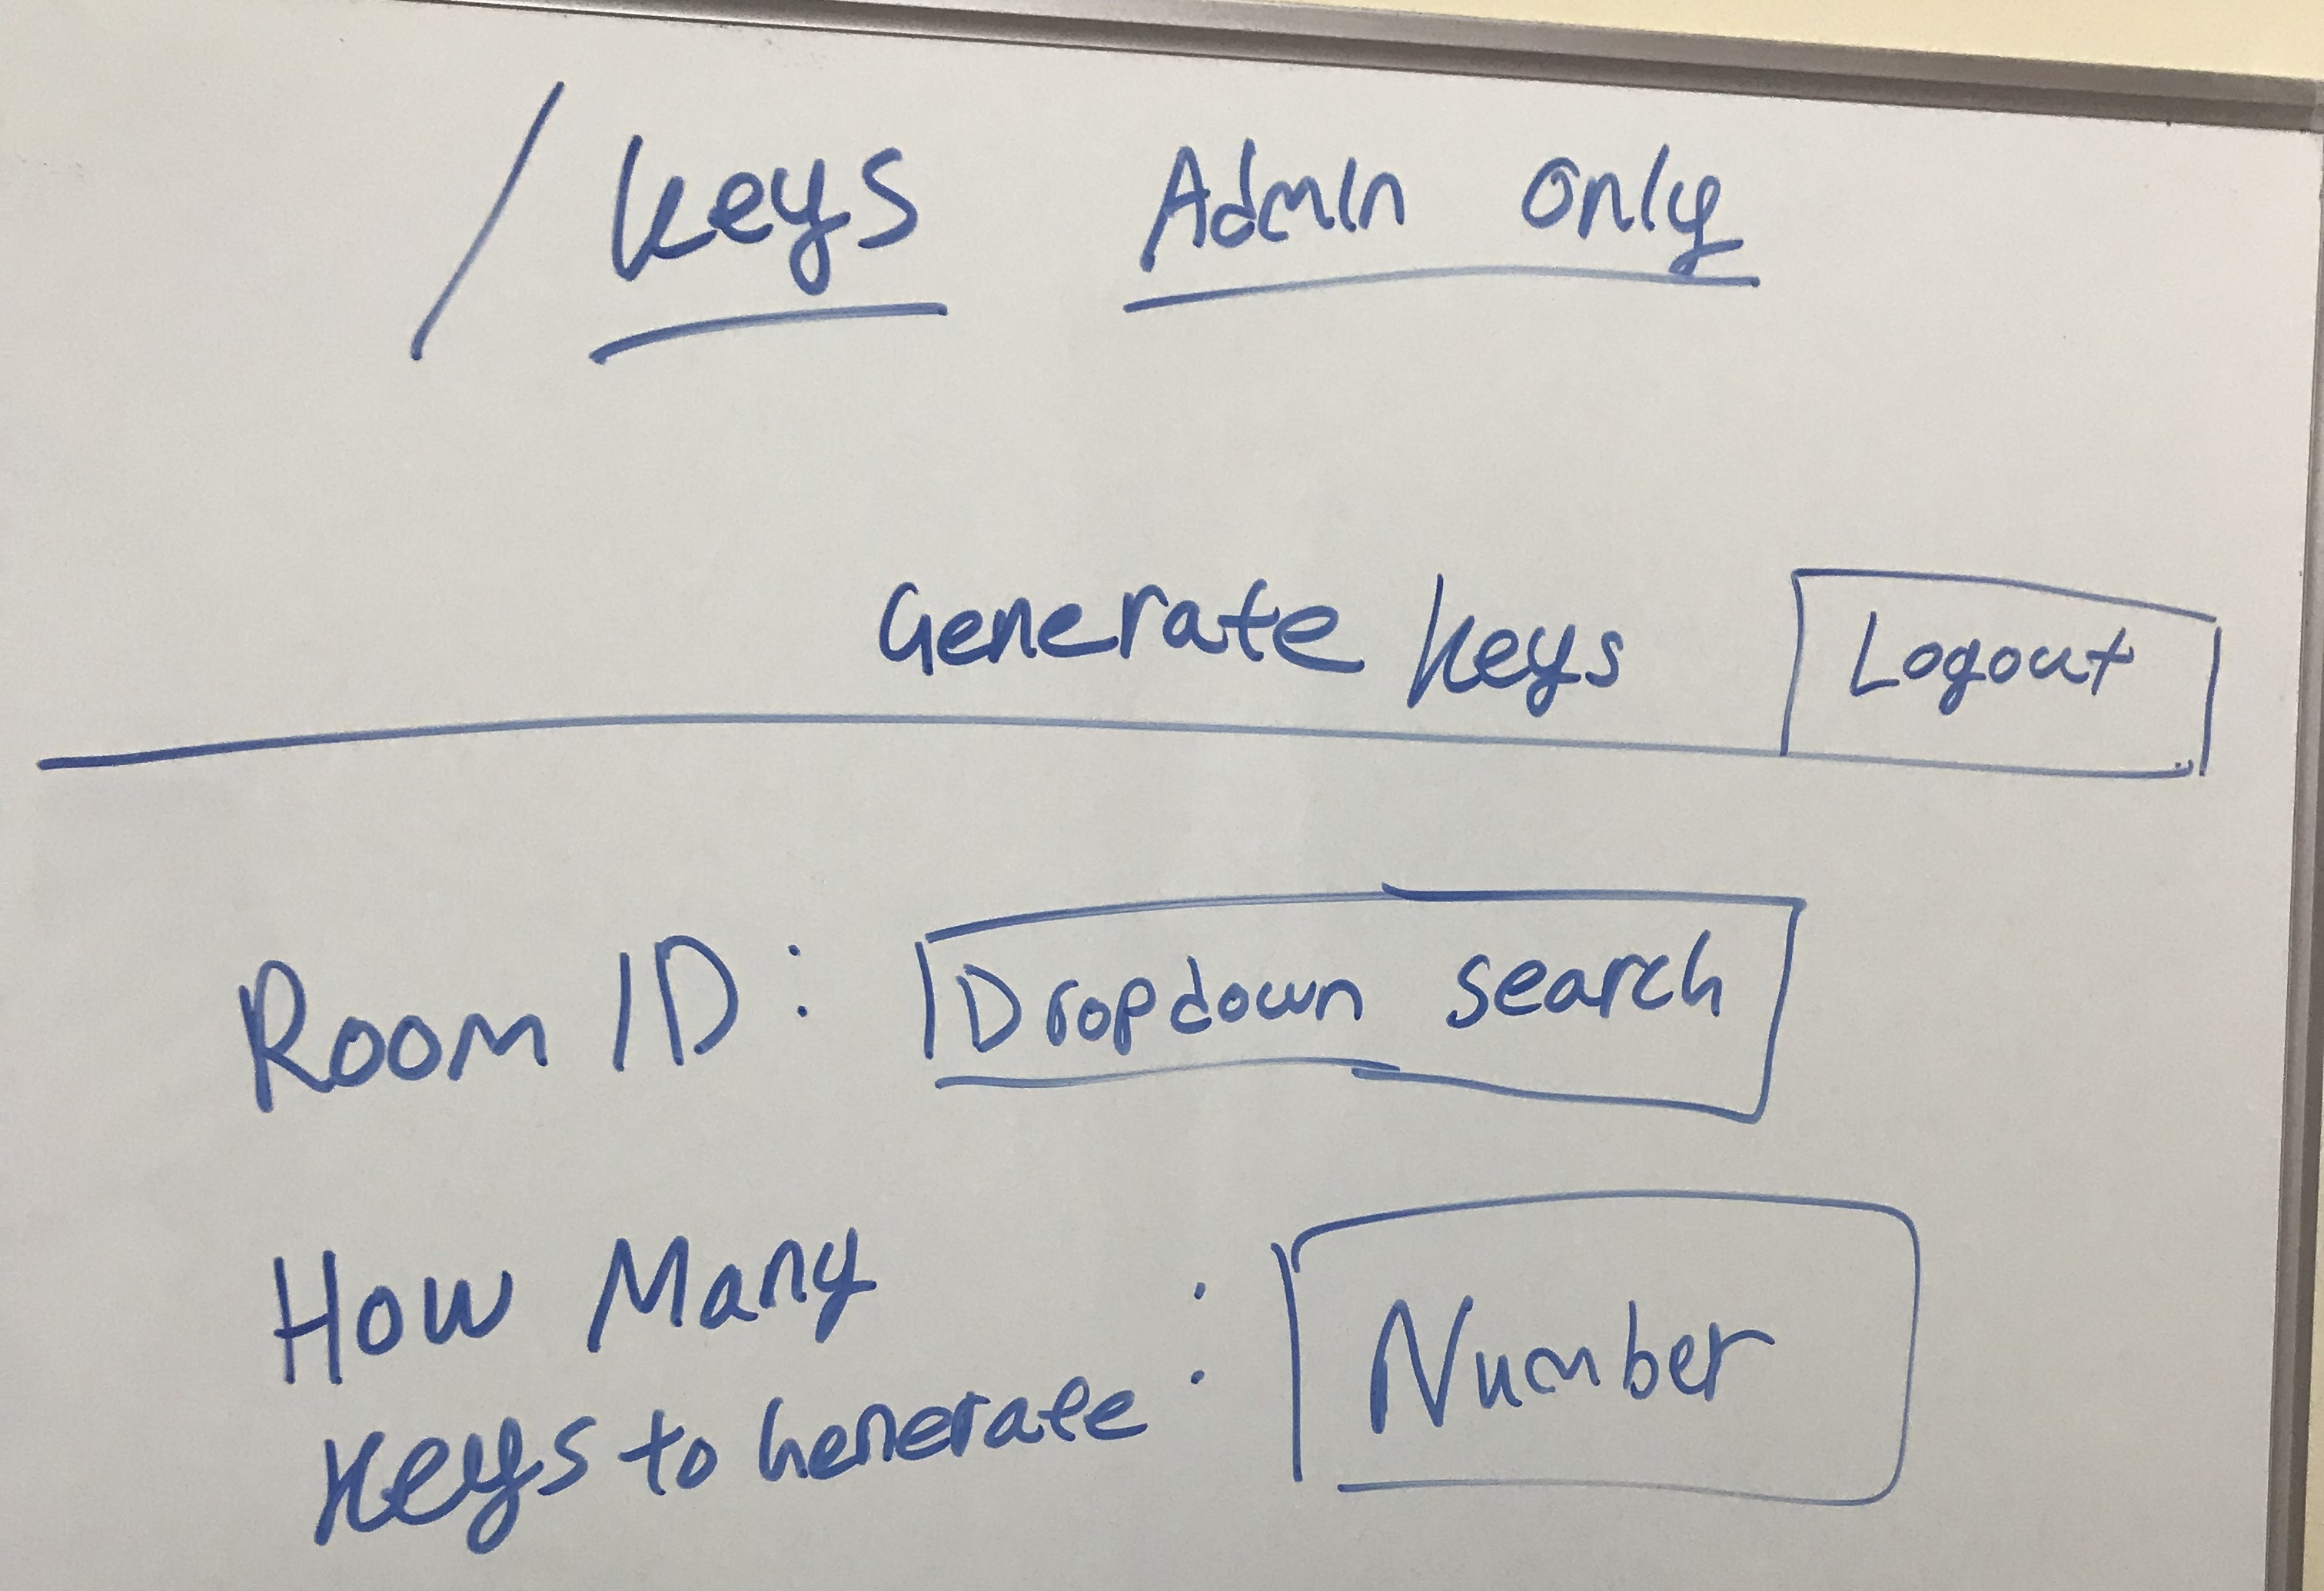 / Keys Admin only
Generate keys Logout
Room ID: Dropdown search
How Many
Keys to Generate : Number